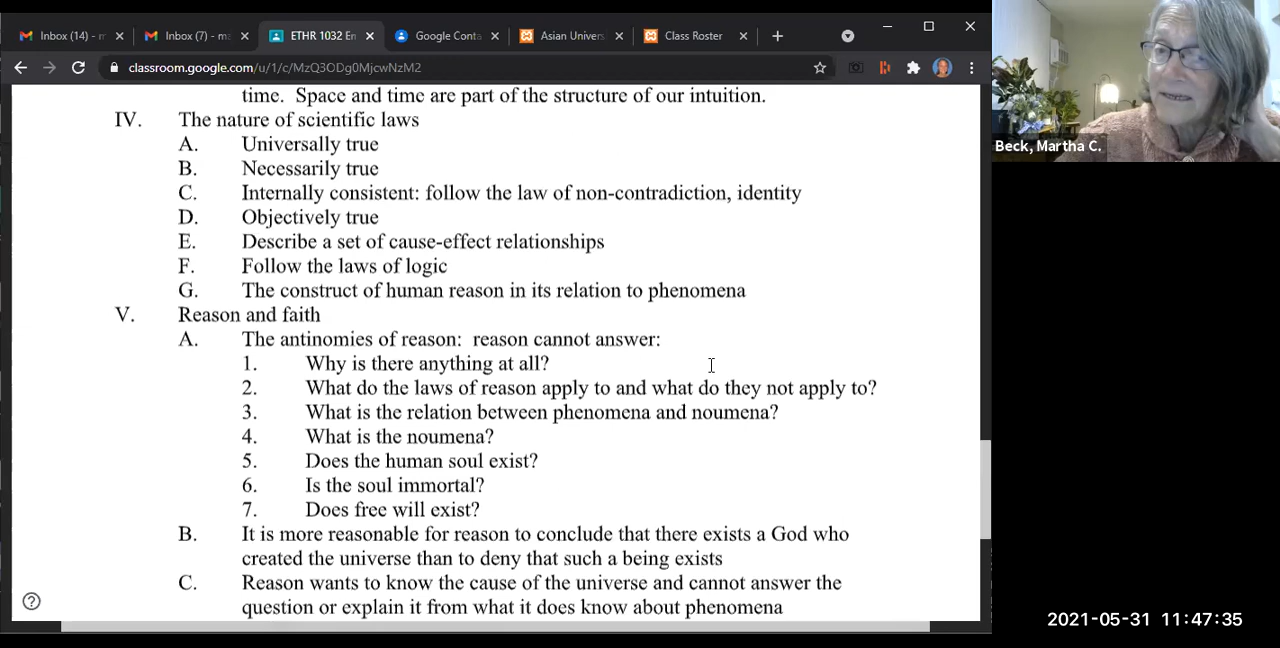 Inbox (14) - m
Inbox (7) - ma
ETHR 1032 En
Google Conta
Asian Univers
Class Roster
classroom.google.com/u/1/c/MzQ3ODg0MjcwNzM2
Beck, Martha C.
time. Space and time are part of the structure of our intuition.
IV. The nature of scientific laws
A. Universally true
B. Necessarily true
C. Internally consistent: follow the law of non-contradiction, identity
D. Objectively true
E. Describe a set of cause-effect relationships
F. Follow the laws of logic
G. The construct of human reason in its relation to phenomena
V. Reason and faith
A. The antinomies of reason: reason cannot answer:
1. Why is there anything at all?
2. What do the laws of reason apply to and what do they not apply to?
3. What is the relation between phenomena and noumena?
4. What is the noumena?
5. Does the human soul exist?
6. Is the soul immortal?
7. Does free will exist?
B. It is more reasonable for reason to conclude that there exists a God who
created the universe than to deny that such a being exists
C. Reason wants to know the cause of the universe and cannot answer the
question or explain it from what it does know about phenomena
2021-05-31 11:47:35